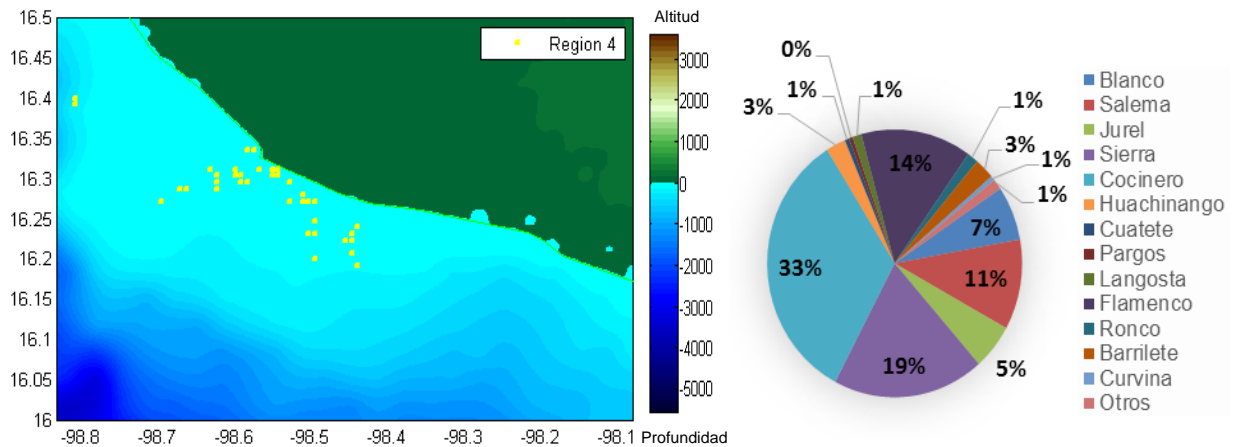 Altitud
16.5
16.45
16.4
16.35
16.3
16.25
16.2
16.15
16.1
16.05
16
-98.8
-98.7
-98.6
-98.5
-98.4
-98.3
-98.2
-98.1
Region 4
3000
2000
1000
0
-1000
-2000
-3000
-4000
-5000
Profundidad
0%
1%
3%
1%
1%
3%
1%
1%
14%
7%
11%
5%
19%
33%
Blanco
Salema
Jurel
Sierra
Cocinero
Huachinango
Cuatete
Pargos
Langosta
Flamenco
Ronco
Barrilete
Curvina
Otros